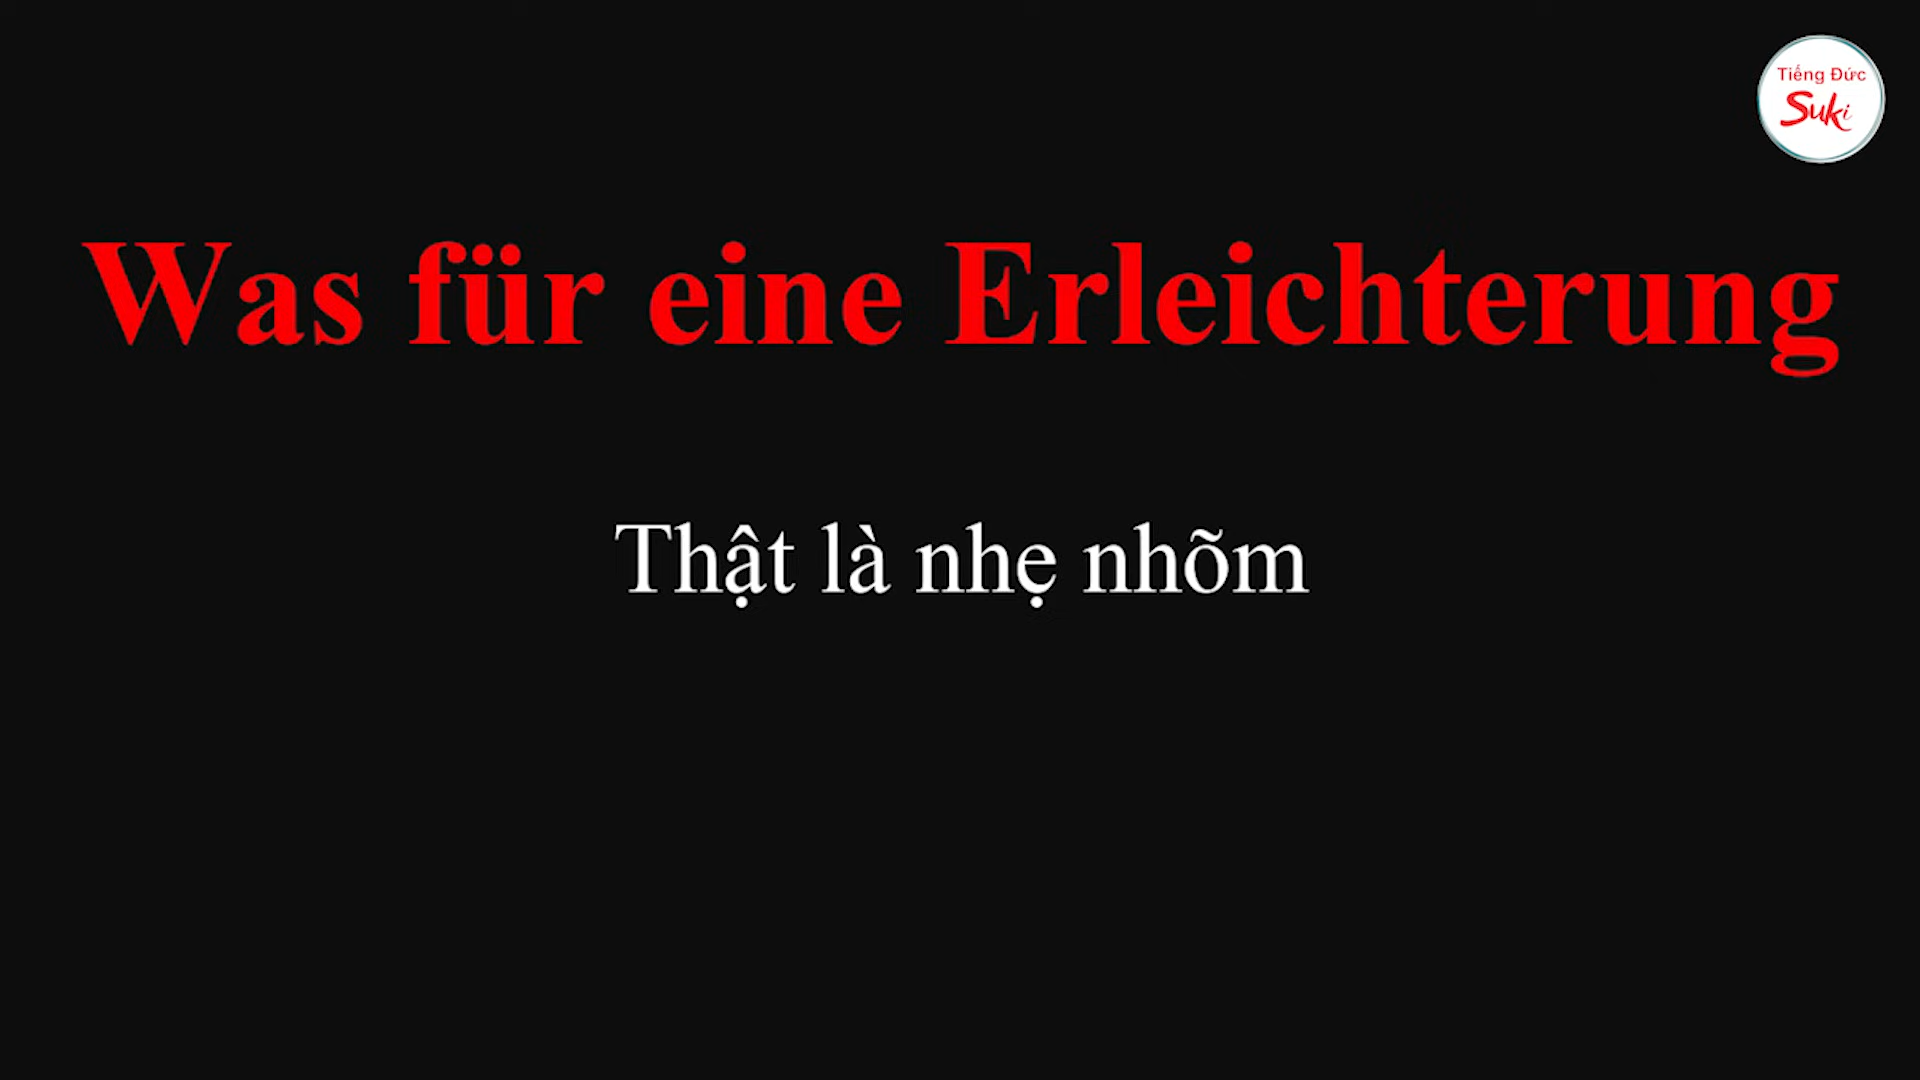 Tiếng Đức
Suki
Was für eine Erleichterung
Thật là nhẹ nhõm